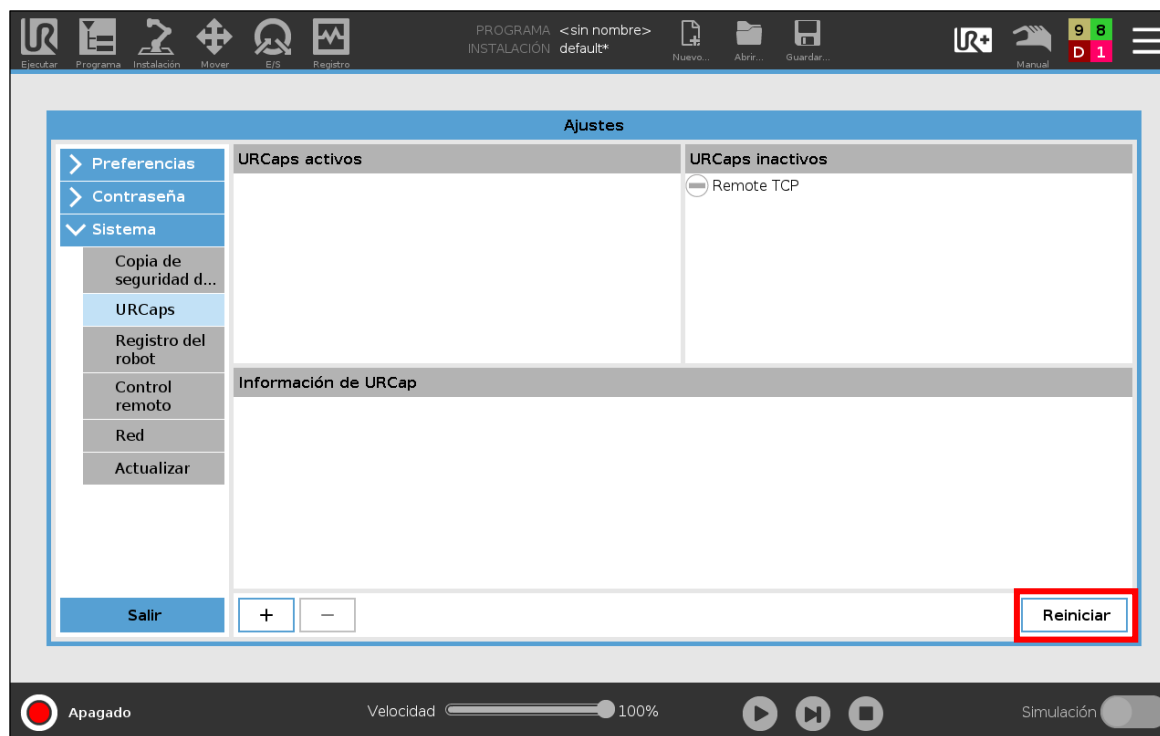 PROGRAMA <sin nombre>
INSTALACIÓN default*
UR+
9 8
D 1
Ejecutar Programa Instalación Mover E/S Registro
Nuevo... Abrir... Guardar...
Manual
Ajustes
Preferencias
Contraseña
Sistema
Copia de
seguridad d...
URCaps
Registro del
robot
Control
remoto
Red
Actualizar
Salir
URCaps activos
URCaps inactivos
Remote TCP
Información de URCap
+ −
Reiniciar
Apagado
Velocidad 100%
Simulación